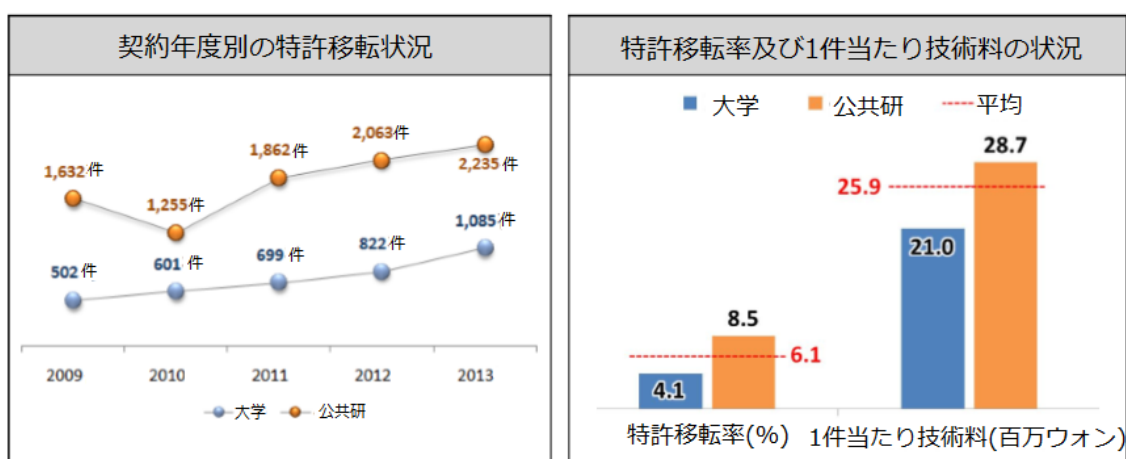 契約年度別の特許移転状況
1,632件
1,255件
1,862件
2,063件
2,235件
502件
601件
699件
822件
1,085件
2009 2010 2011 2012 2013
大学 公共研
特許移転率及び1件当たり技術料の状況
大学 公共研 平均
28.7
25.9
21.0
8.5
6.1
4.1
特許移転率(%) 1件当たり技術料(百万ウォン)